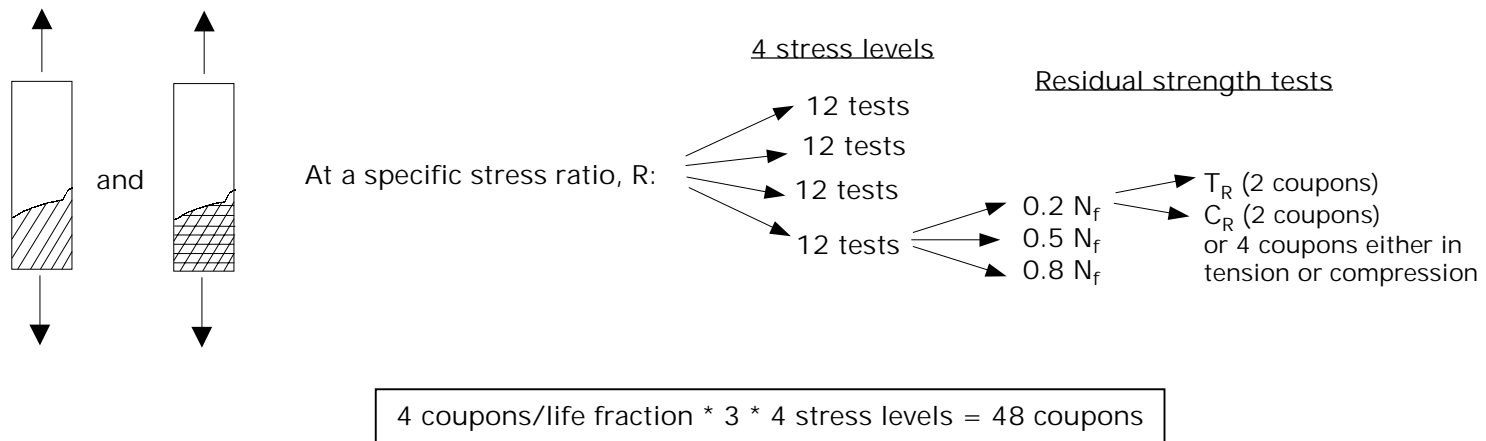 4 stress levels
Residual strength tests
12 tests
12 tests
and
At a specific stress ratio, R:
12 tests
12 tests
0.2 N_f
0.5 N_f
0.8 N_f
T_R (2 coupons)
C_R (2 coupons)
or 4 coupons either in
tension or compression
4 coupons/life fraction * 3 * 4 stress levels = 48 coupons